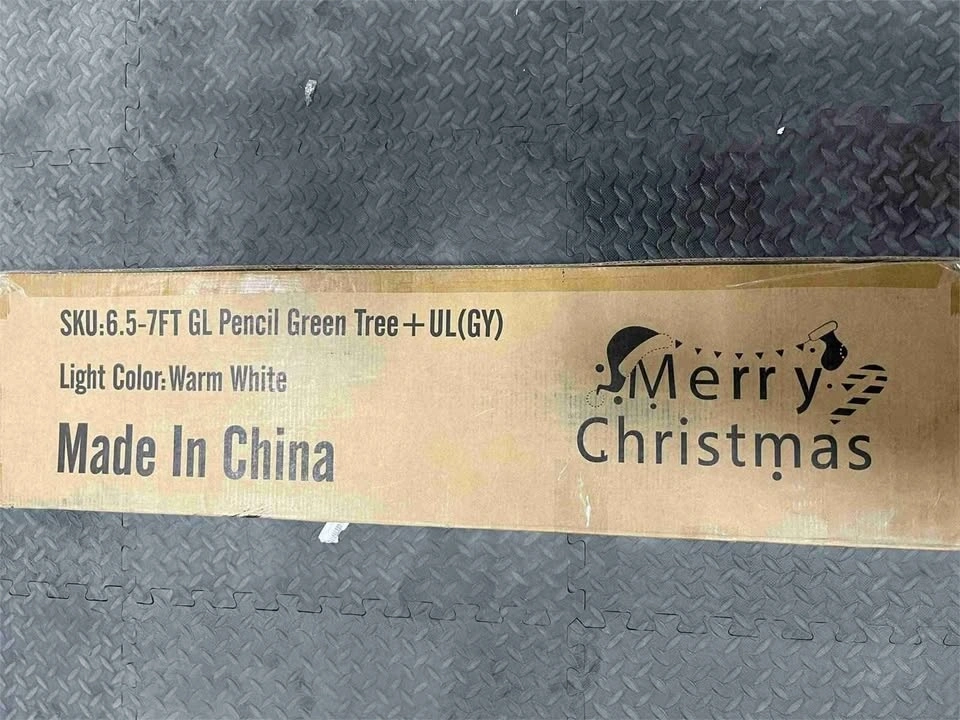 SKU:6.5-7FT GL Pencil Green Tree+UL(GY)
Light Color:Warm White
Made In China
Merry
Christmas